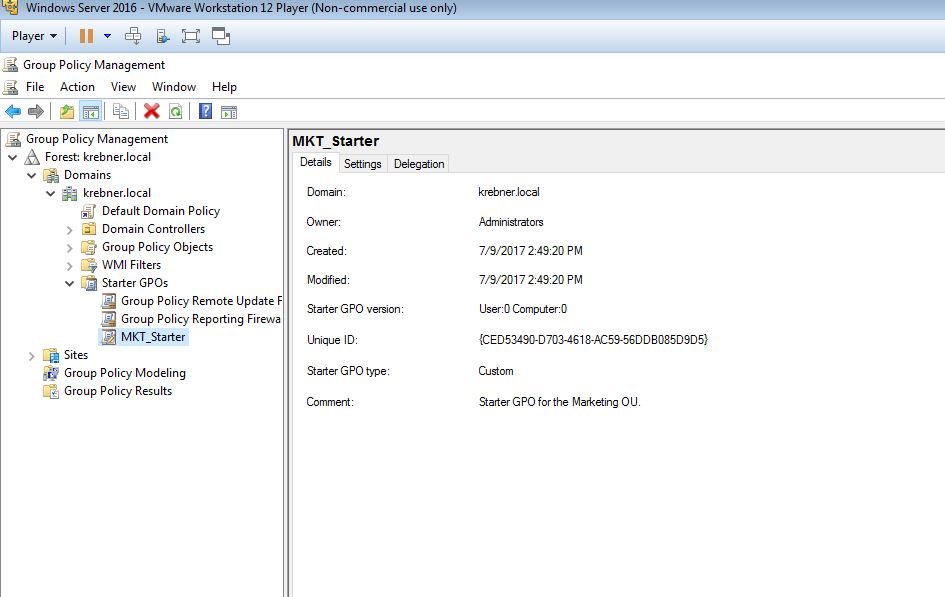 Windows Server 2016 - VMware Workstation 12 Player (Non-commercial use only)
Player
Group Policy Management
File Action View Window Help
Group Policy Management
Forest: krebner.local
Domains
krebner.local
Default Domain Policy
Domain Controllers
Group Policy Objects
WMI Filters
Starter GPOs
Group Policy Remote Update F
Group Policy Reporting Firewa
MKT_Starter
Sites
Group Policy Modeling
Group Policy Results
MKT_Starter
Details Settings Delegation
Domain: krebner.local
Owner: Administrators
Created: 7/9/2017 2:49:20 PM
Modified: 7/9/2017 2:49:20 PM
Starter GPO version: User:0 Computer:0
Unique ID: {CED53490-D703-4618-AC59-56DDB085D9D5}
Starter GPO type: Custom
Comment: Starter GPO for the Marketing OU.